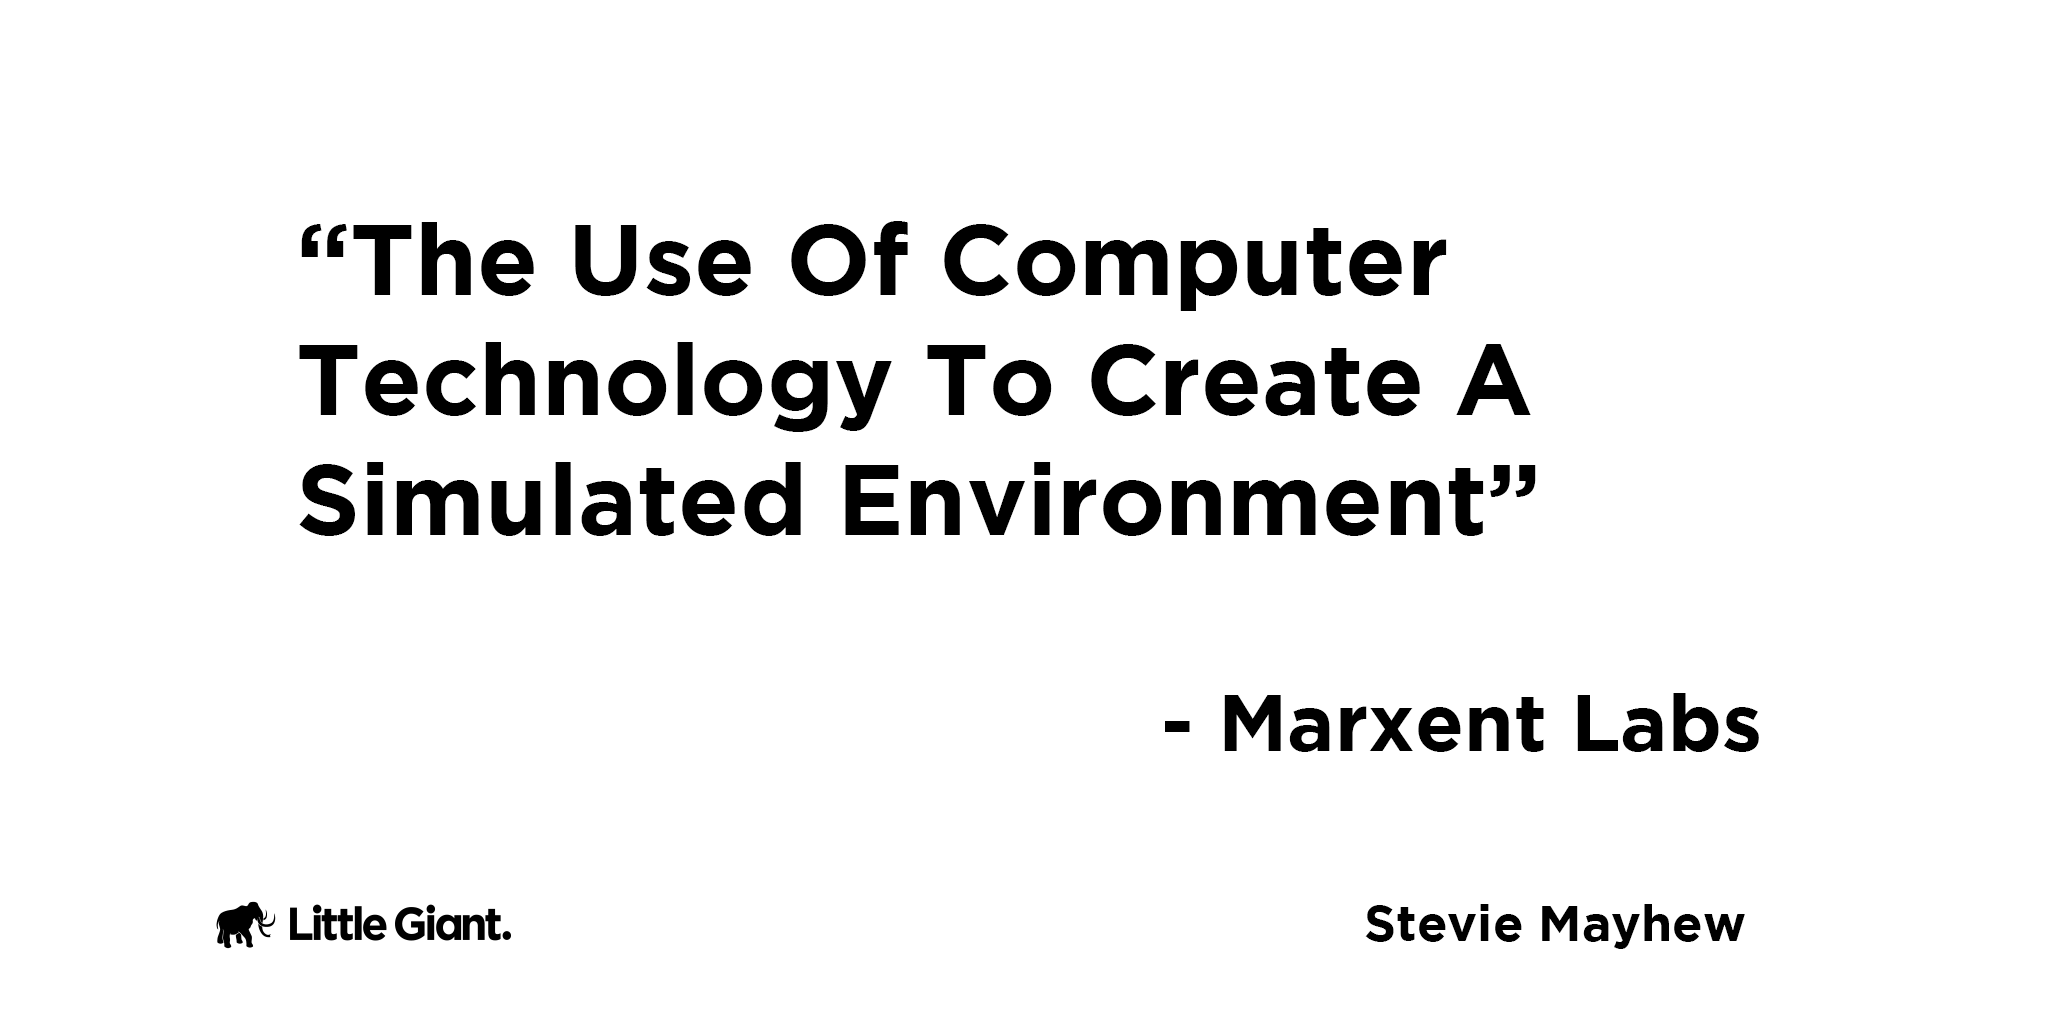 “The Use Of Computer
Technology To Create A
Simulated Environment”
- Marxent Labs
Little Giant.
Stevie Mayhew